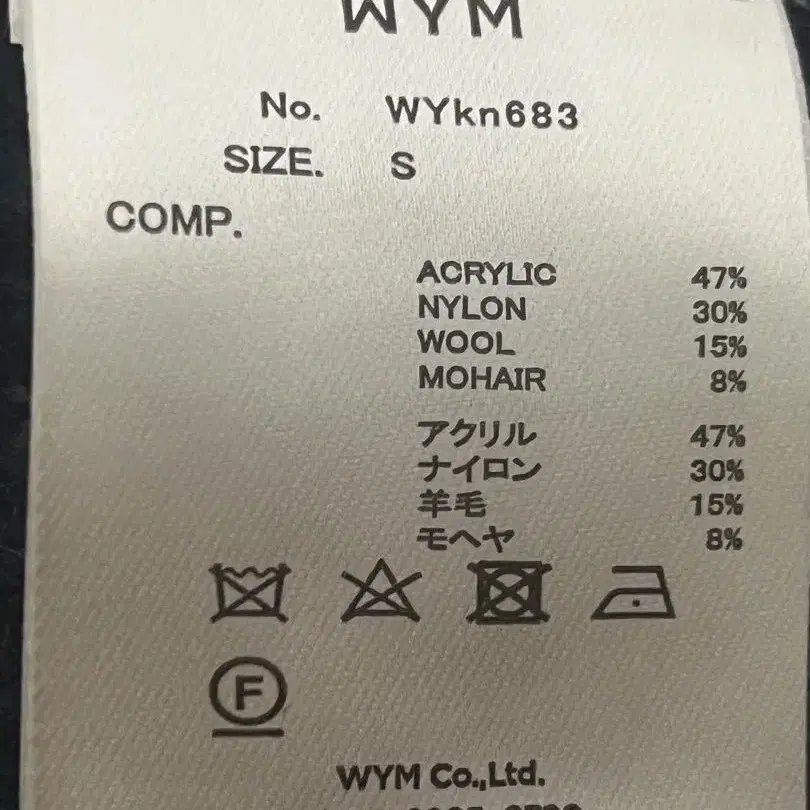 WYM
No. WYkn683
SIZE. S
COMP.
ACRYLIC 47%
NYLON 30%
WOOL 15%
MOHAIR 8%
アクリル 47%
ナイロン 30%
羊毛 15%
モヘヤ 8%
F
WYM Co.,Ltd.